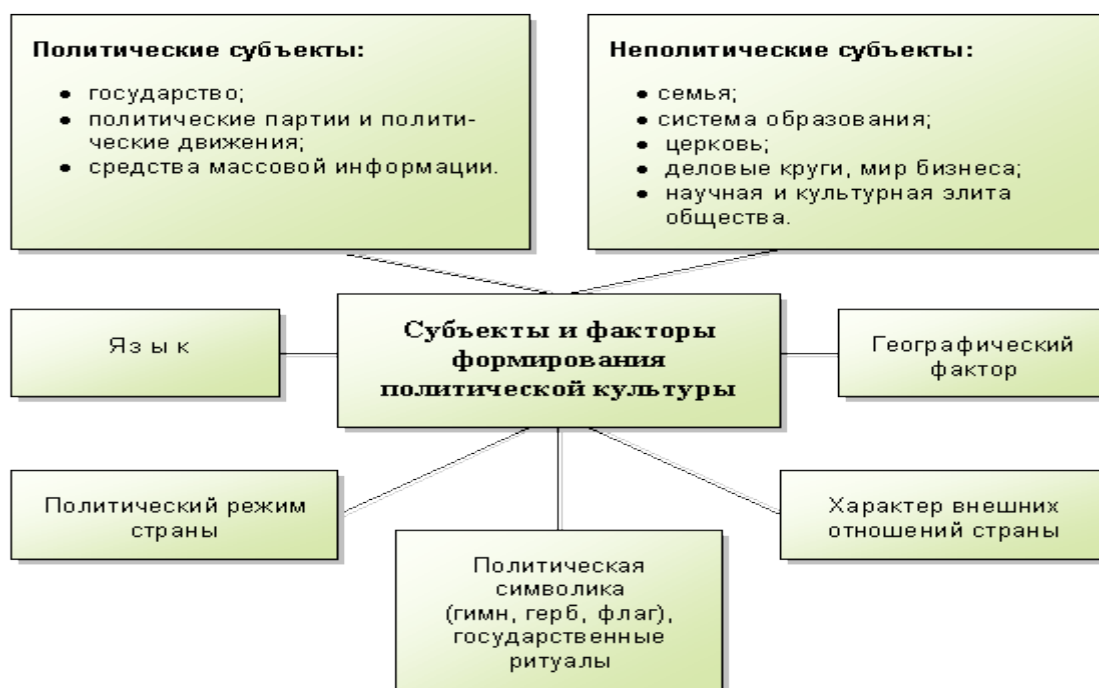 Политические субъекты:
• государство;
• политические партии и полити-
ческие движения;
• средства массовой информации.
Неполитические субъекты:
• семья;
• система образования;
• церковь;
• деловые круги, мир бизнеса;
• научная и культурная элита
общества.
Язык
Субъекты и факторы
формирования
политической культуры
Географический
фактор
Политический режим
страны
Политическая
символика
(гимн, герб, флаг),
государственные
ритуалы
Характер внешних
отношений страны